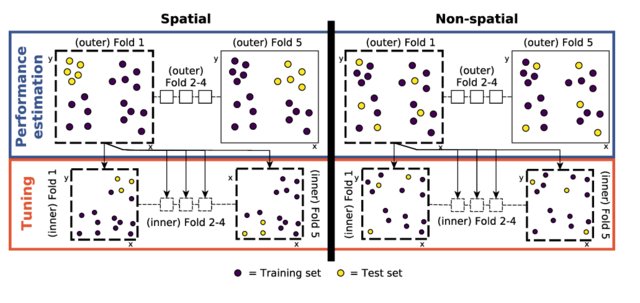 Spatial
Non-spatial
Performance
estimation
(outer) Fold 1
y
x
(outer)
Fold 2-4
(outer) Fold 5
y
x
(outer) Fold 1
y
x
(outer)
Fold 2-4
(outer) Fold 5
y
x
Tuning
(inner) Fold 1
y
x
(inner) Fold 2-4
x
x
(inner) Fold 5
(inner) Fold 1
y
x
(inner) Fold 2-4
y
x
(inner) Fold 5
= Training set
= Test set